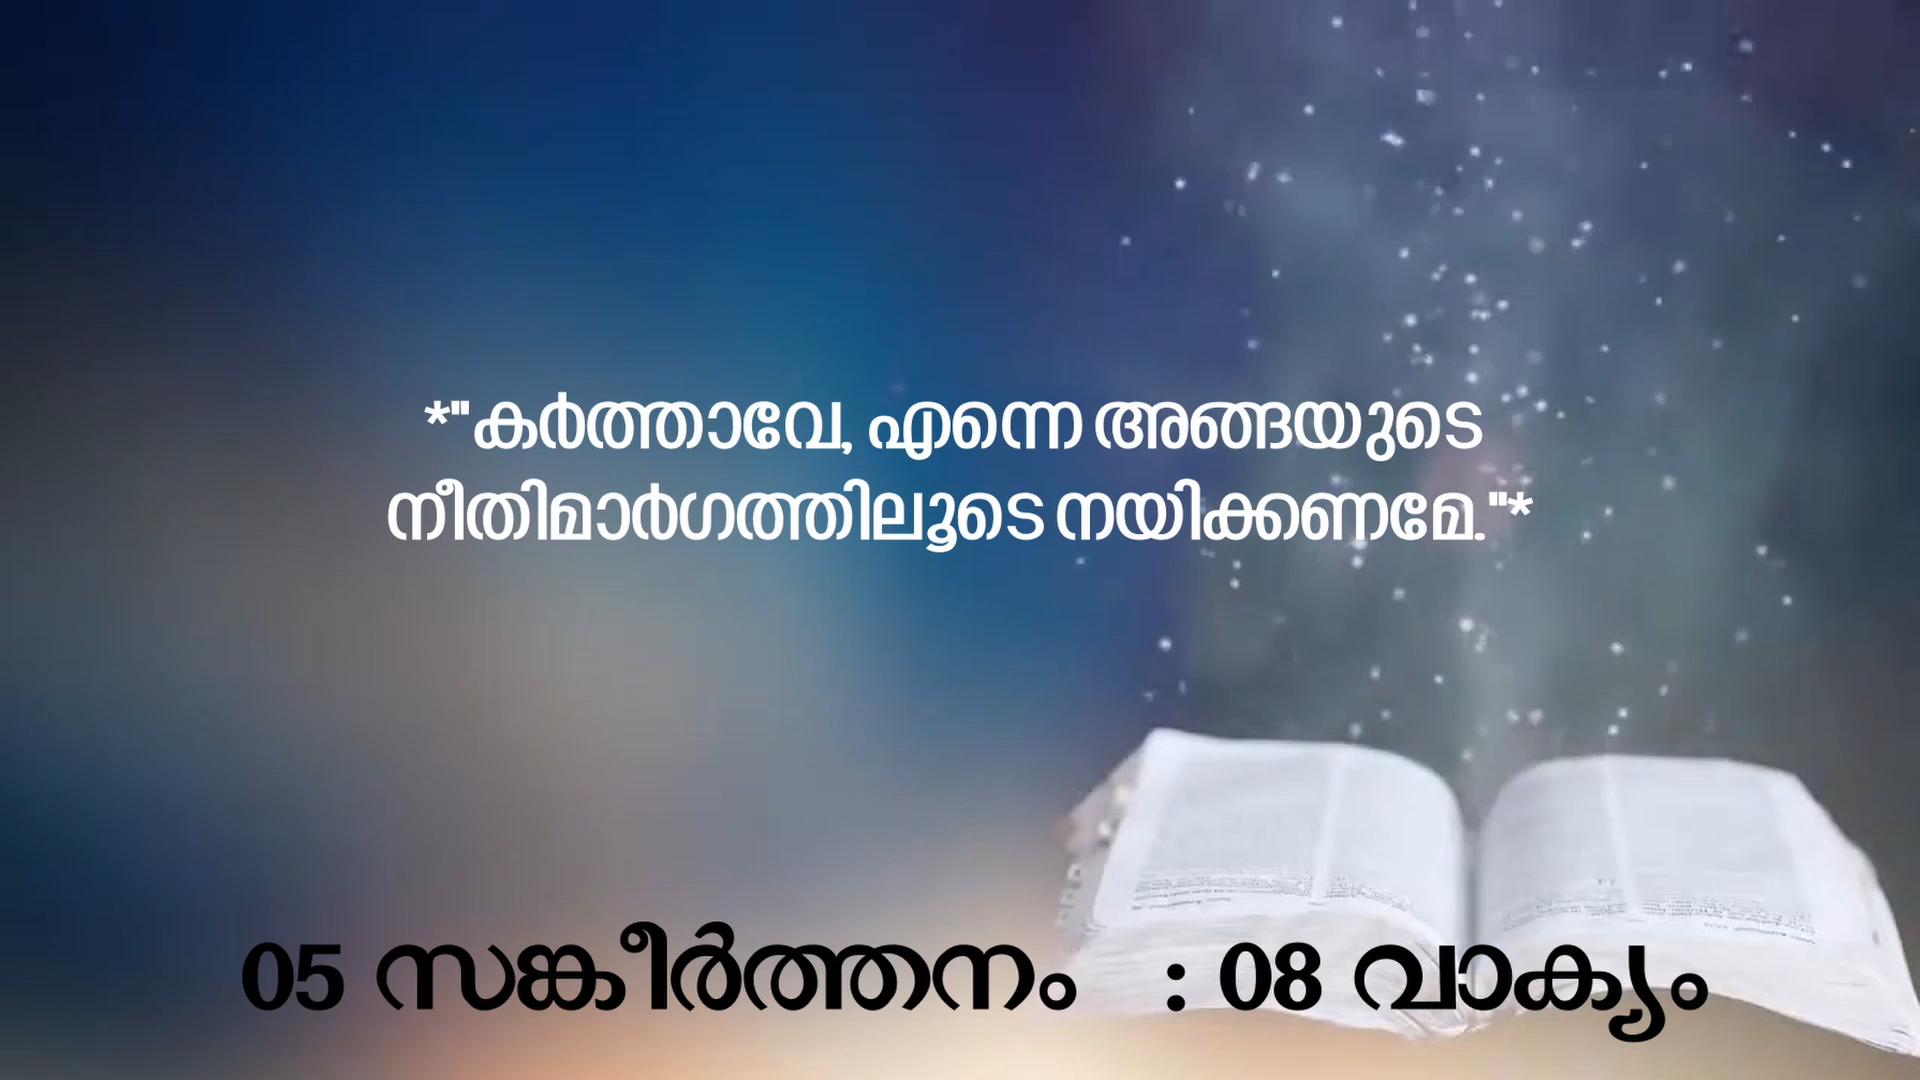 *"കർത്താവേ, എന്നെ അങ്ങയുടെ
നീതിമാർഗത്തിലൂടെ നയിക്കണമേ."*
05 സങ്കീർത്തനം : 08 വാക്യം